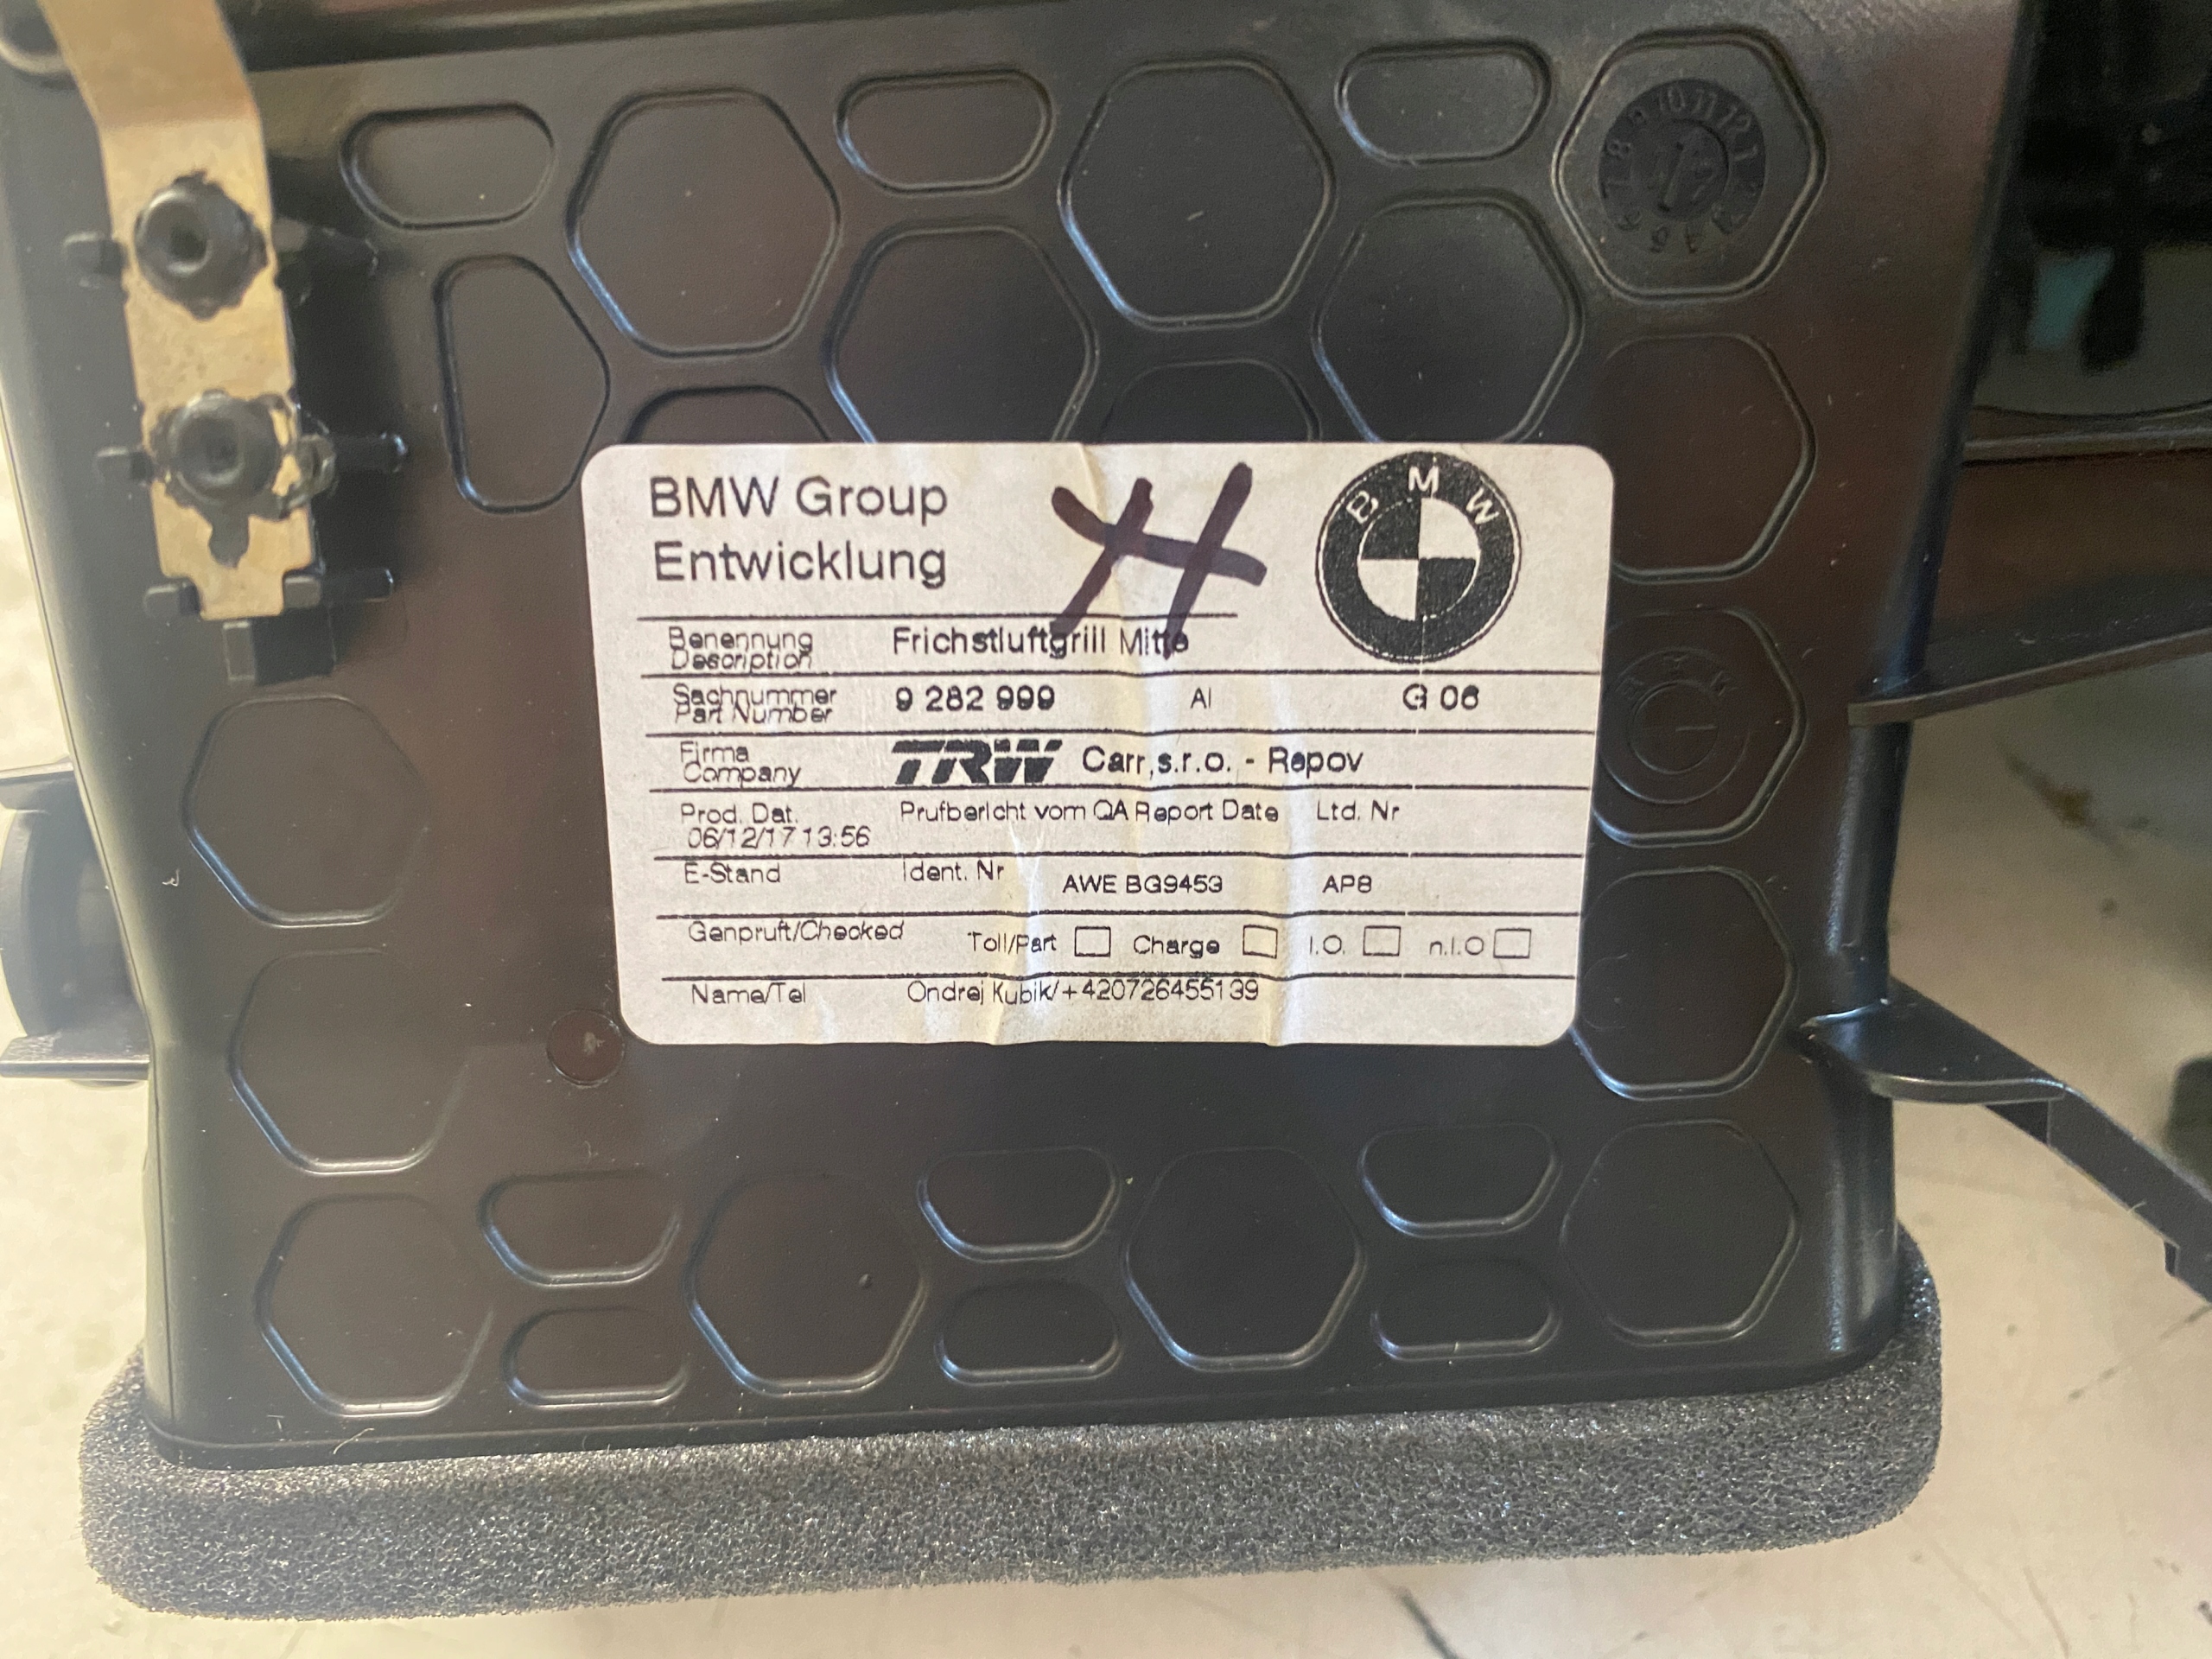 BMW Group
Entwicklung
B M W
Benennung
Description
Frichstluftgrill Mitte
Sachnummer
Part Number
9 282 999 AI G 06
Firma
Company
TRW Carr,s.r.o. - Repov
Prod. Dat. Prufbericht vom QA Report Date Ltd. Nr
06/12/17 13:56
E-Stand Ident. Nr AWE BG9453 AP8
Genpruft/Checked Toll/Part Charge I.O. n.I.O
Name/Tel Ondrej Kubik/+420726455139